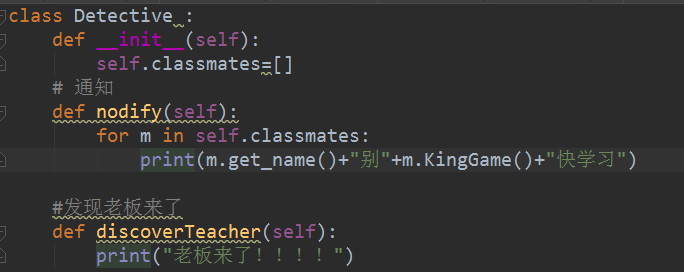 class Detective :
    def __init__(self):
        self.classmates=[]
    # 通知
    def nodify(self):
        for m in self.classmates:
            print(m.get_name()+"别"+m.KingGame()+"快学习")
    #发现老板来了
    def discoverTeacher(self):
        print("老板来了！！！！")